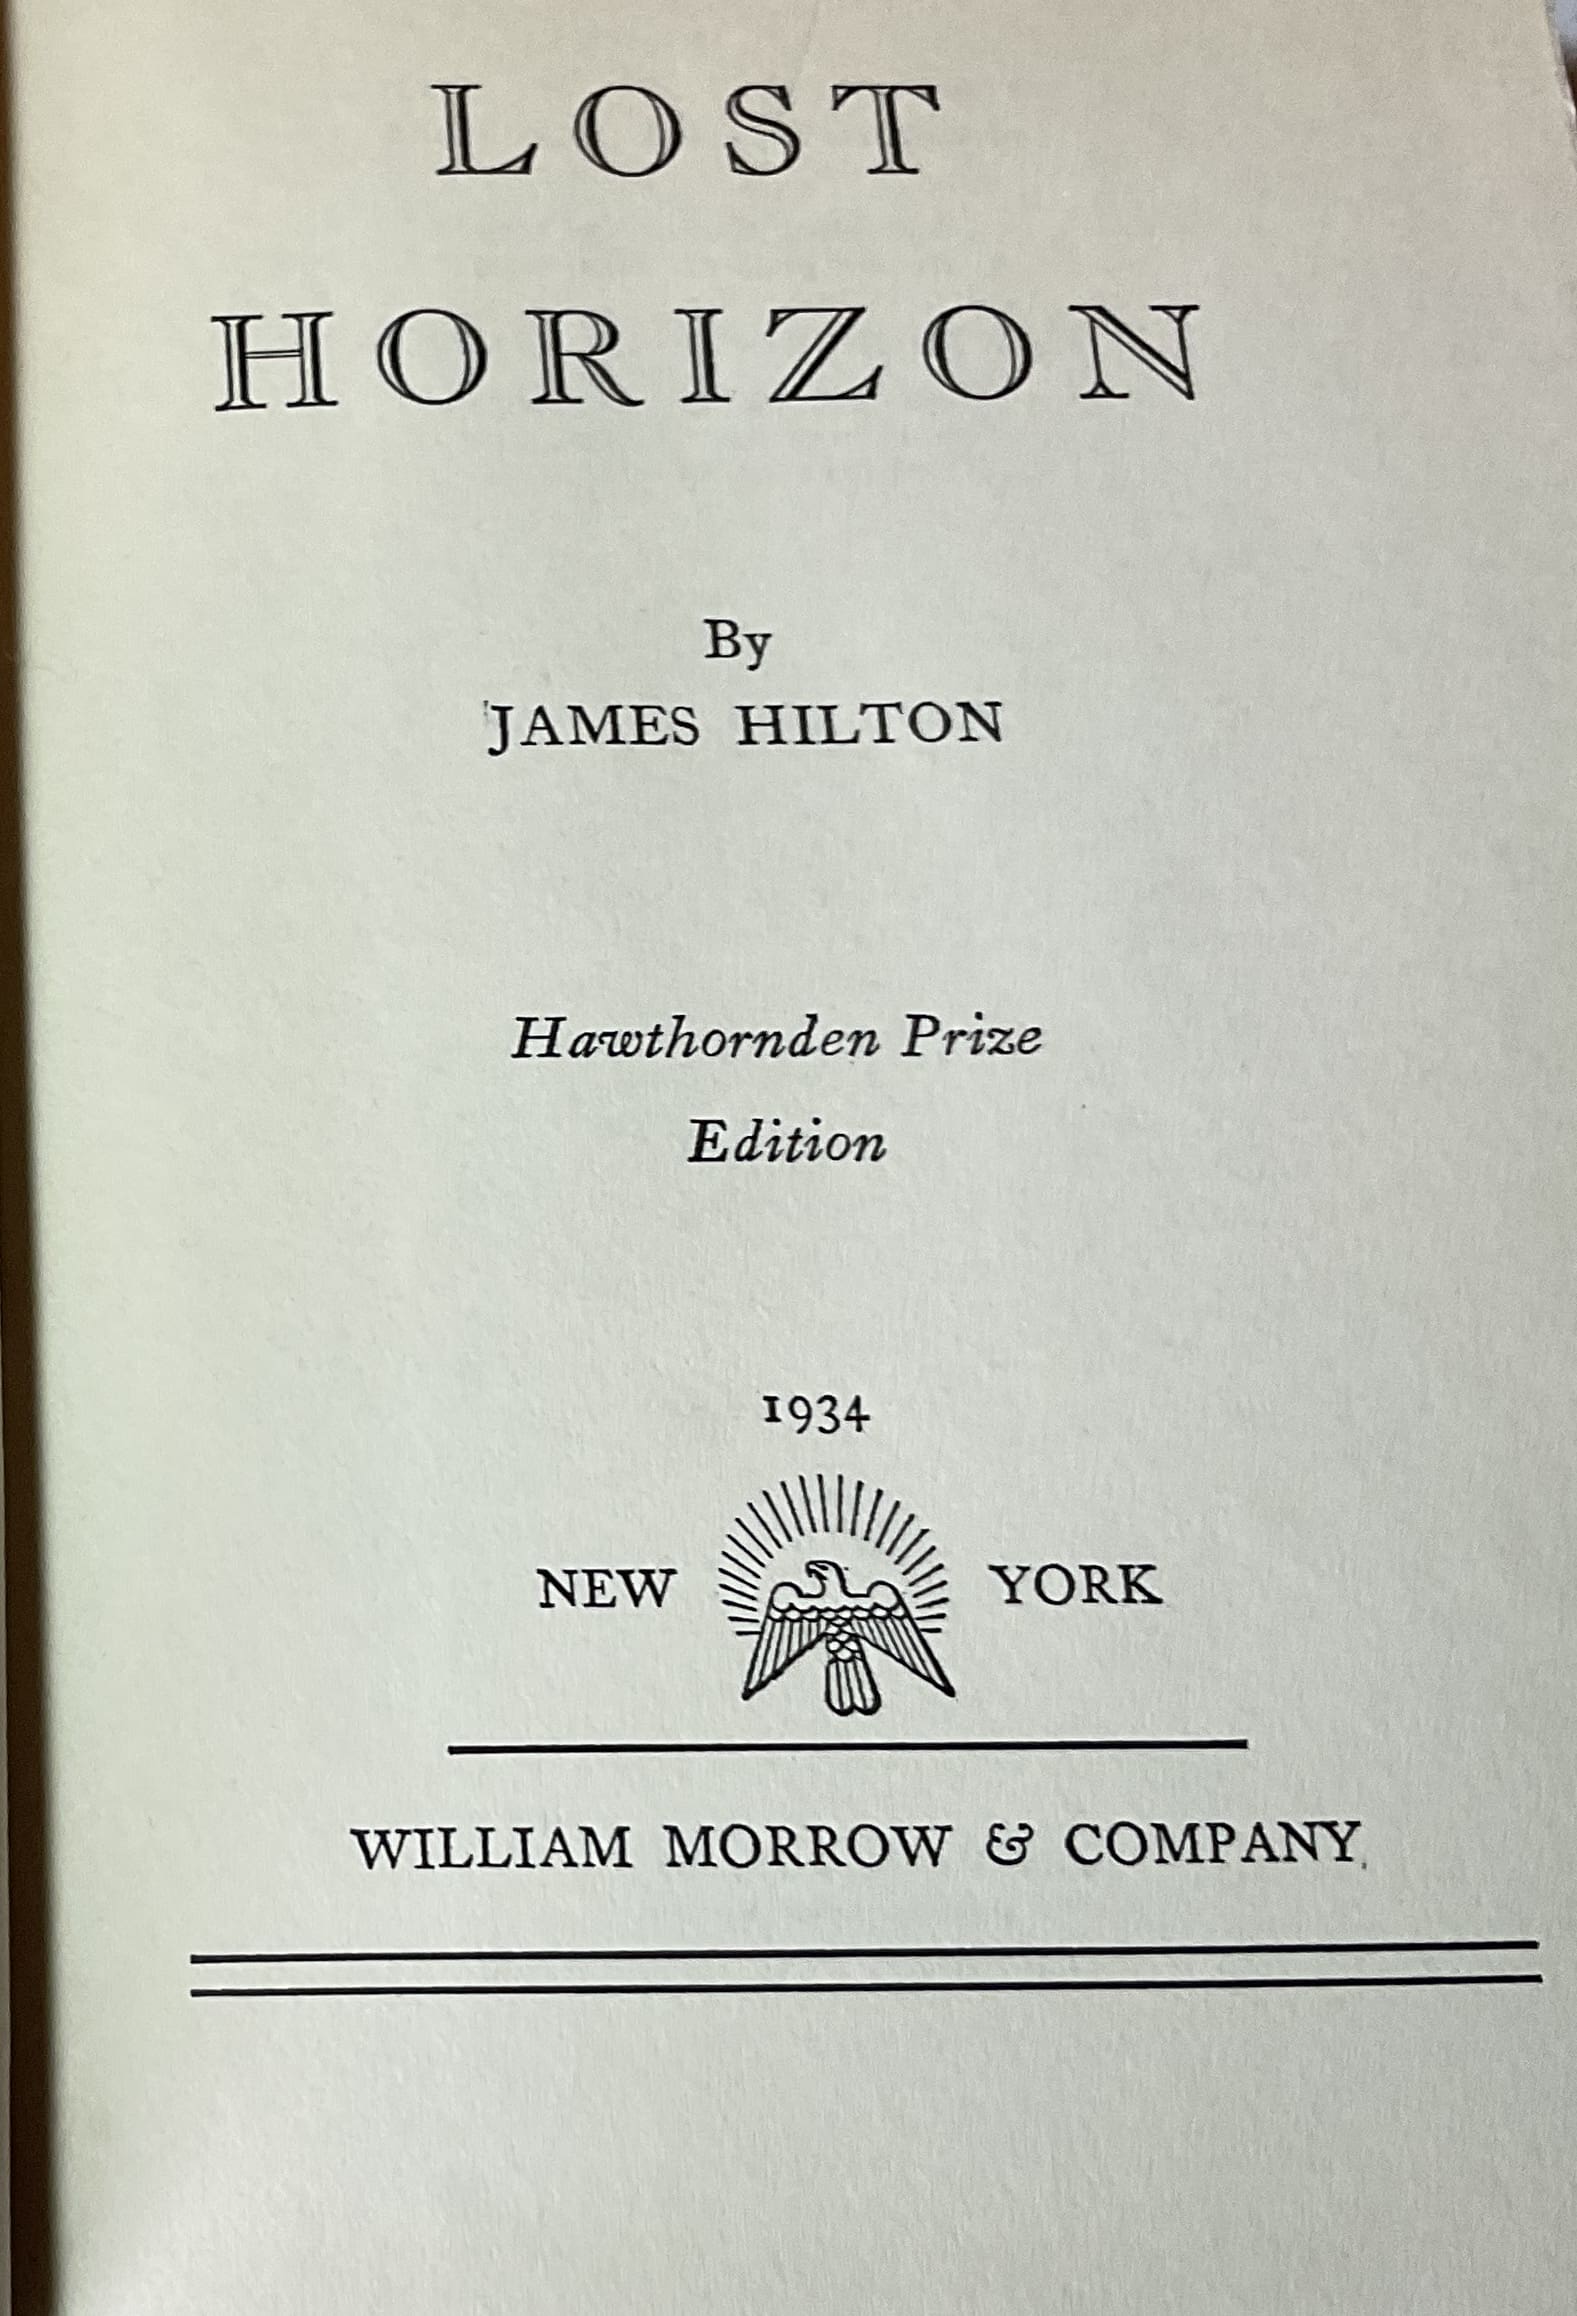 LOST
HORIZON
By
JAMES HILTON
Hawthornden Prize
Edition
1934
NEW YORK
WILLIAM MORROW & COMPANY